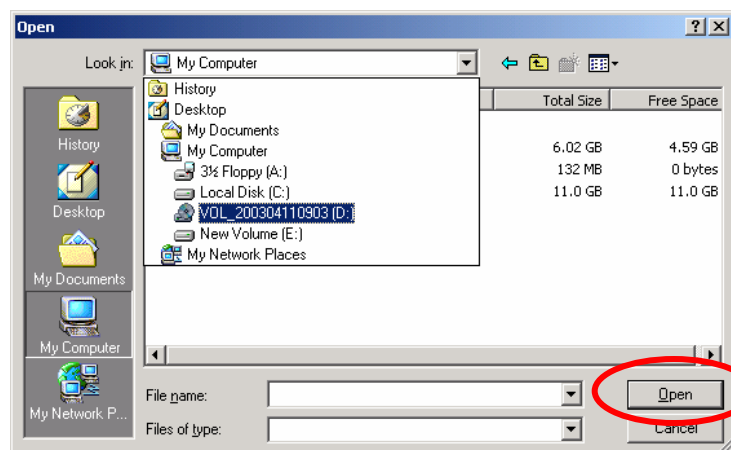 Open
Look in: My Computer
History
Desktop
My Documents
My Computer
3½ Floppy (A:)
Local Disk (C:)
VOL_200304110903 (D:
New Volume (E:)
My Network Places
Total Size Free Space
6.02 GB 4.59 GB
132 MB 0 bytes
11.0 GB 11.0 GB
History
Desktop
My Documents
My Computer
My Network P...
File name:
Open
Files of type:
Cancel